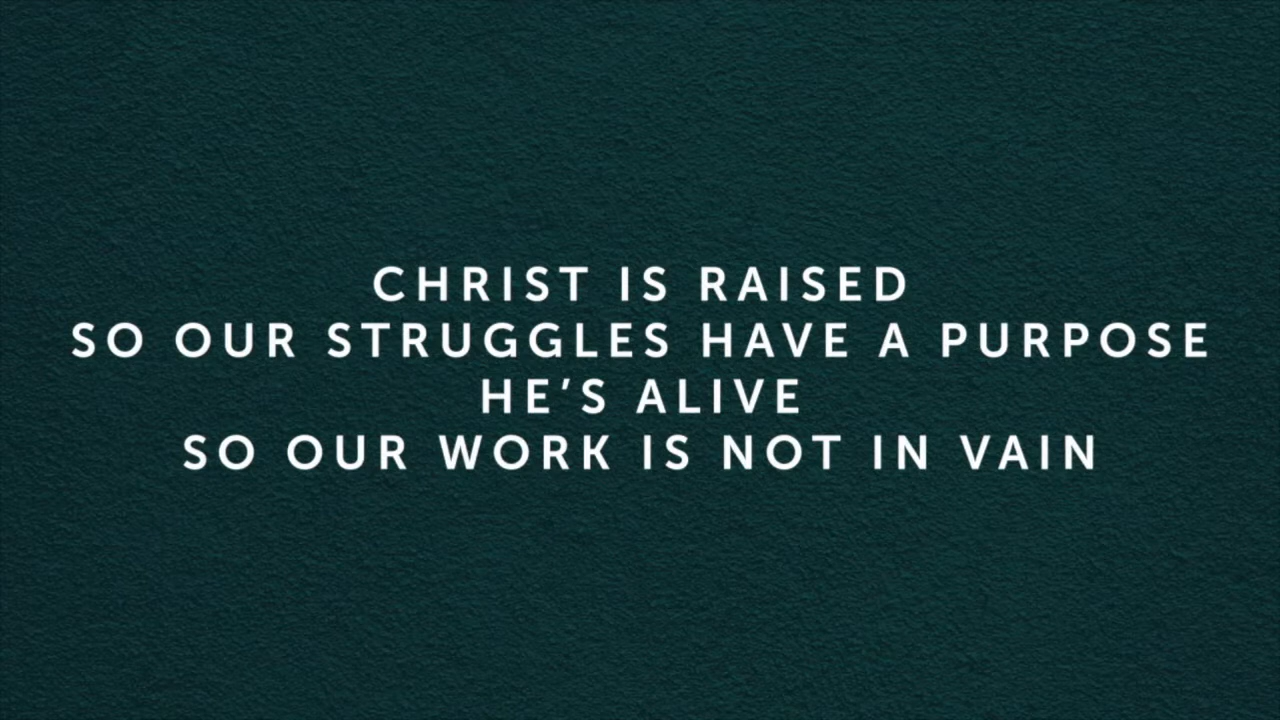 CHRIST IS RAISED
SO OUR STRUGGLES HAVE A PURPOSE
HE’S ALIVE
SO OUR WORK IS NOT IN VAIN